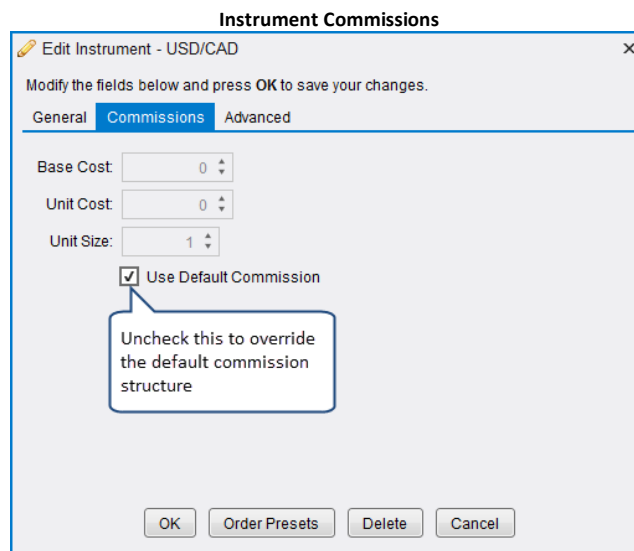 Instrument Commissions
Edit Instrument - USD/CAD
Modify the fields below and press OK to save your changes.
General Commissions Advanced
Base Cost: 0
Unit Cost: 0
Unit Size: 1
Use Default Commission
Uncheck this to override
the default commission
structure
OK Order Presets Delete Cancel